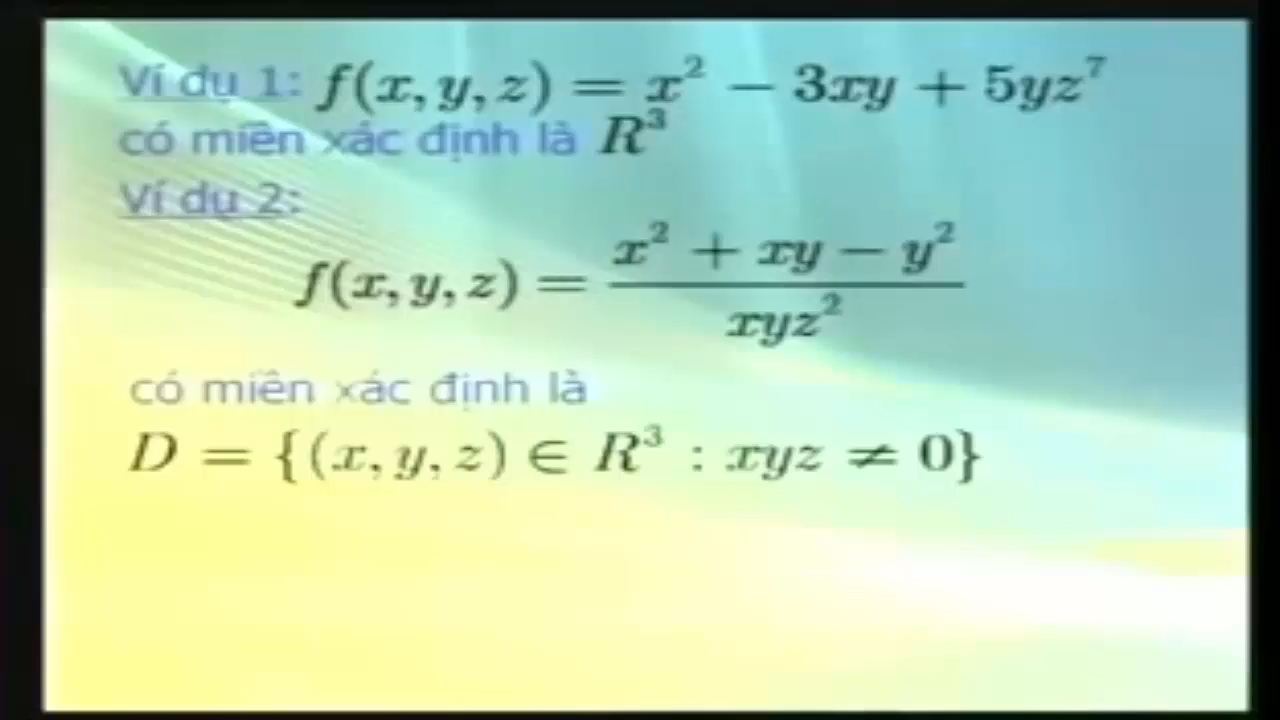 Ví dụ 1: f(x, y, z) = x² − 3xy + 5yz⁷
có miền xác định là R³
Ví dụ 2:
f(x, y, z) = (x² + xy − y²) / (xyz²)
có miền xác định là
D = {(x, y, z) ∈ R³ : xyz ≠ 0}